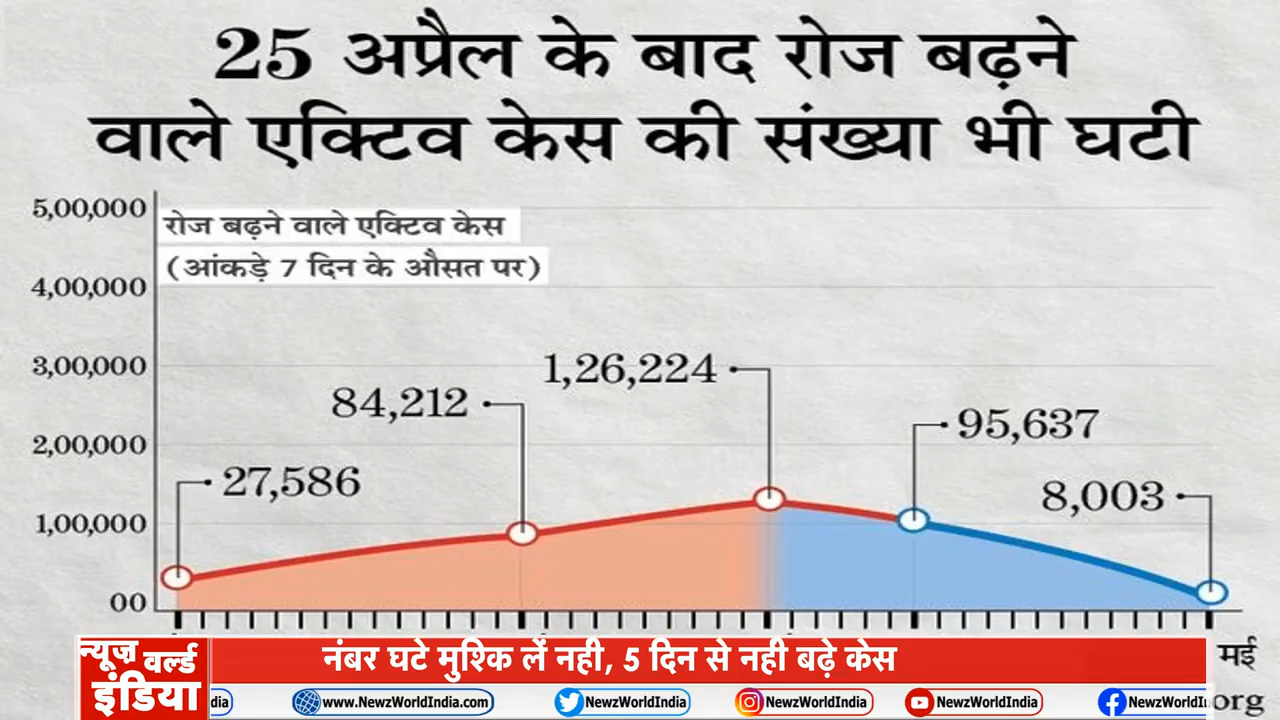 25 अप्रैल के बाद रोज बढ़ने
वाले एक्टिव केस की संख्या भी घटी
5,00,000
रोज बढ़ने वाले एक्टिव केस
(आंकड़े 7 दिन के औसत पर)
4,00,000
3,00,000
1,26,224
84,212
95,637
2,00,000
27,586
8,003
1,00,000
00
मई
न्यूज़ वर्ल्ड
इंडिया
नंबर घटे मुश्कि लें नही, 5 दिन से नही बढ़े केस
dia
www.NewzWorldIndia.com
NewzWorldIndia
NewzWorldIndia
NewzWorldIndia
NewzWorldIndi
org